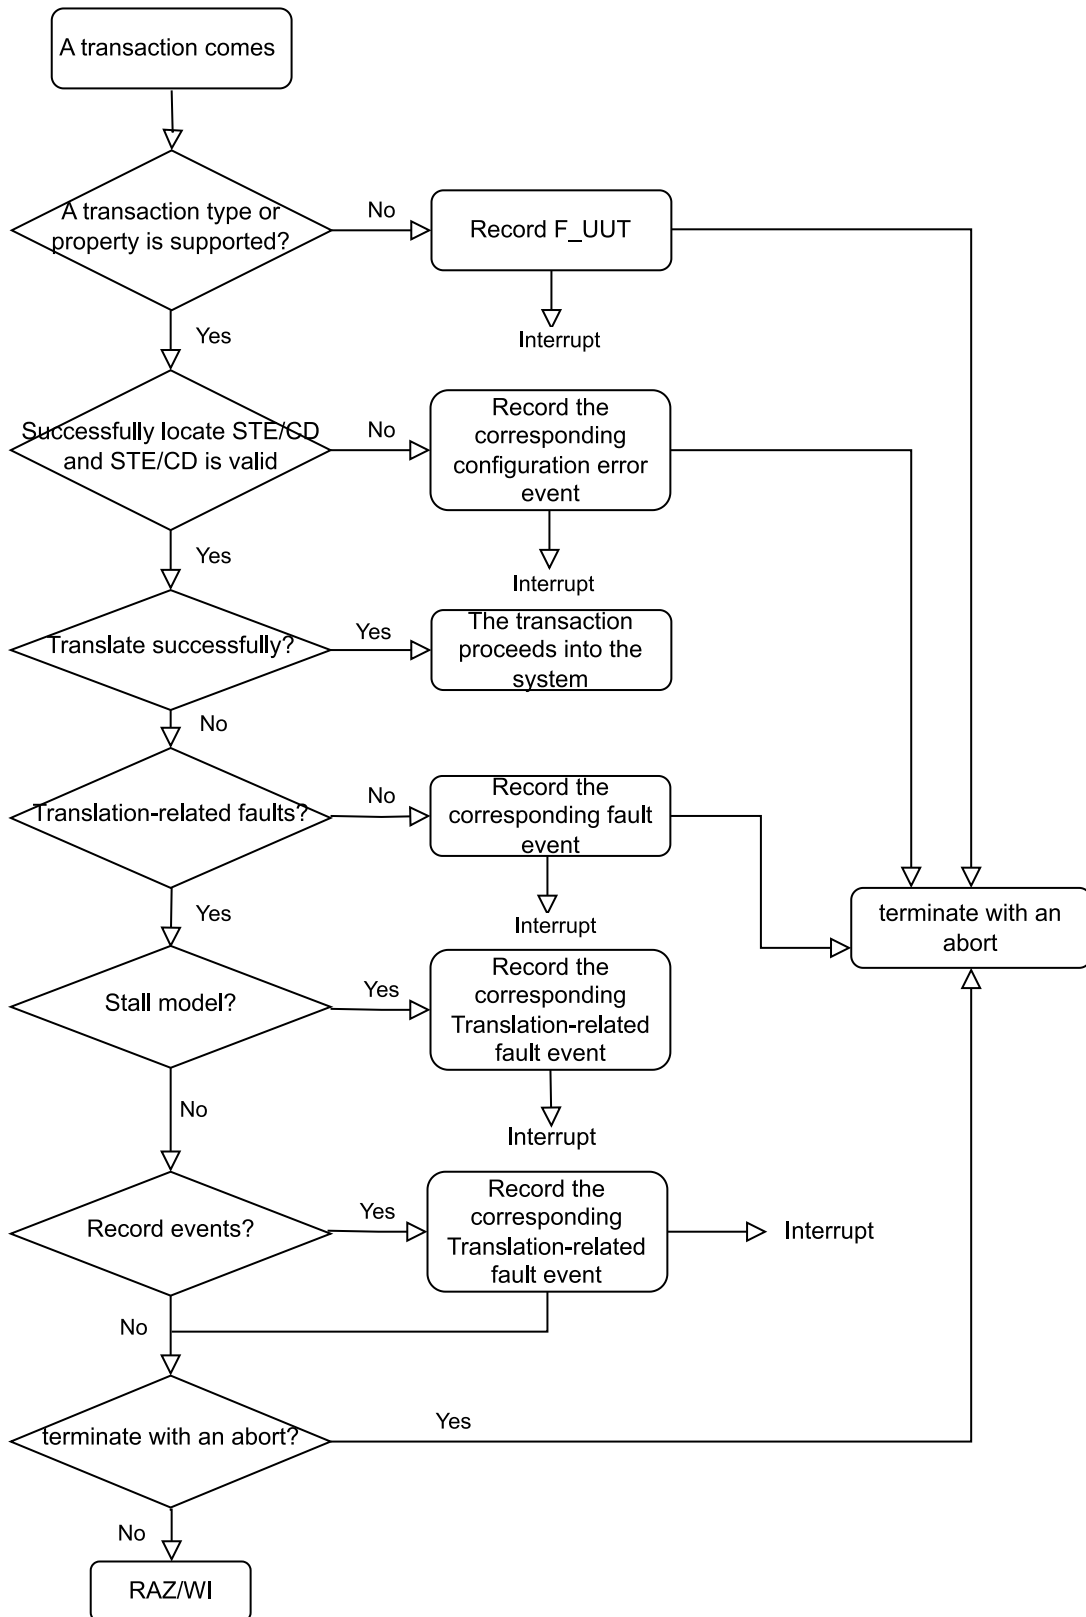 A transaction comes
A transaction type or
property is supported?
No
Record F_UUT
Interrupt
Yes
Successfully locate STE/CD
and STE/CD is valid
No
Record the
corresponding
configuration error
event
Interrupt
Yes
Translate successfully?
Yes
The transaction
proceeds into the
system
No
Translation-related faults?
No
Record the
corresponding fault
event
Interrupt
terminate with an
abort
Yes
Stall model?
Yes
Record the
corresponding
Translation-related
fault event
Interrupt
No
Record events?
Yes
Record the
corresponding
Translation-related
fault event
Interrupt
No
terminate with an abort?
Yes
No
RAZ/WI